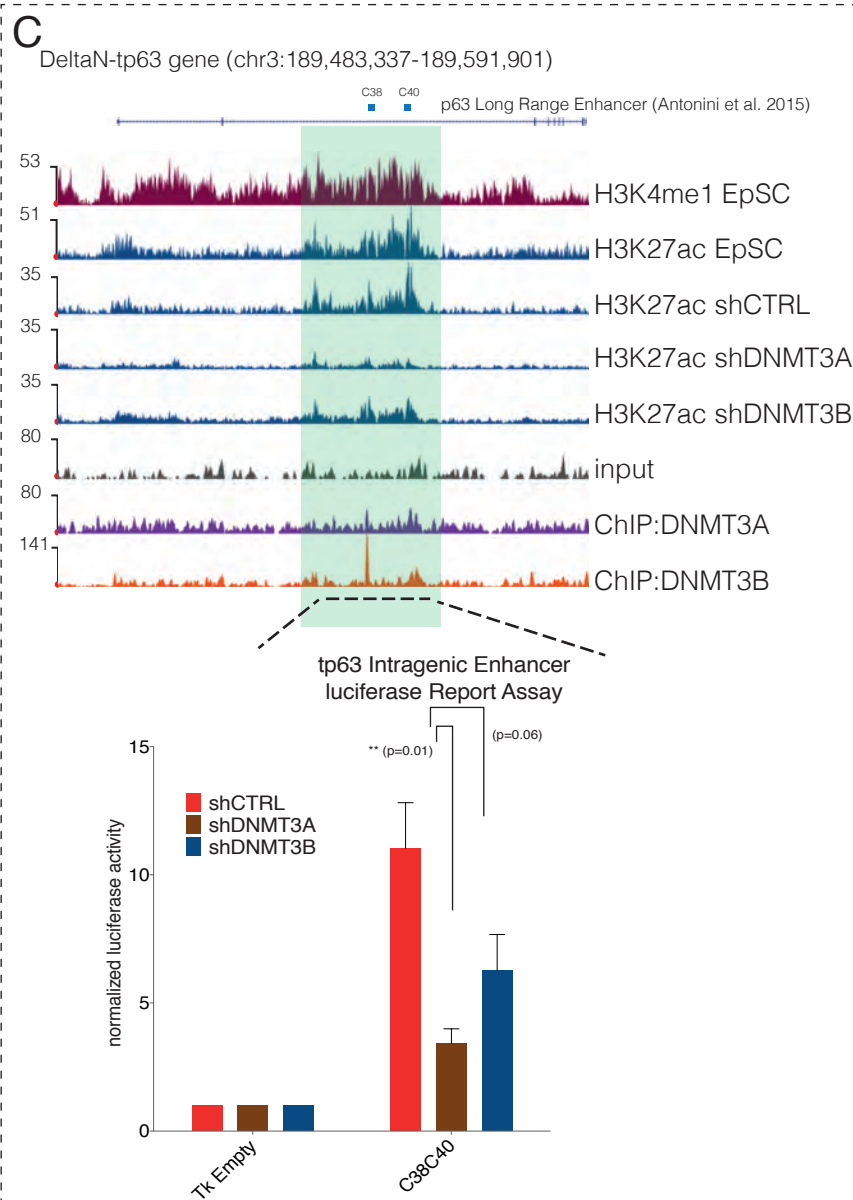 C
DeltaN-tp63 gene (chr3:189,483,337-189,591,901)
C38 C40
p63 Long Range Enhancer (Antonini et al. 2015)
53
H3K4me1 EpSC
51
H3K27ac EpSC
35
H3K27ac shCTRL
35
H3K27ac shDNMT3A
35
H3K27ac shDNMT3B
80
input
80
ChIP:DNMT3A
141
ChIP:DNMT3B
tp63 Intragenic Enhancer
luciferase Report Assay
** (p=0.01)
(p=0.06)
15
10
5
0
normalized luciferase activity
shCTRL
shDNMT3A
shDNMT3B
Tk Empty
C38C40